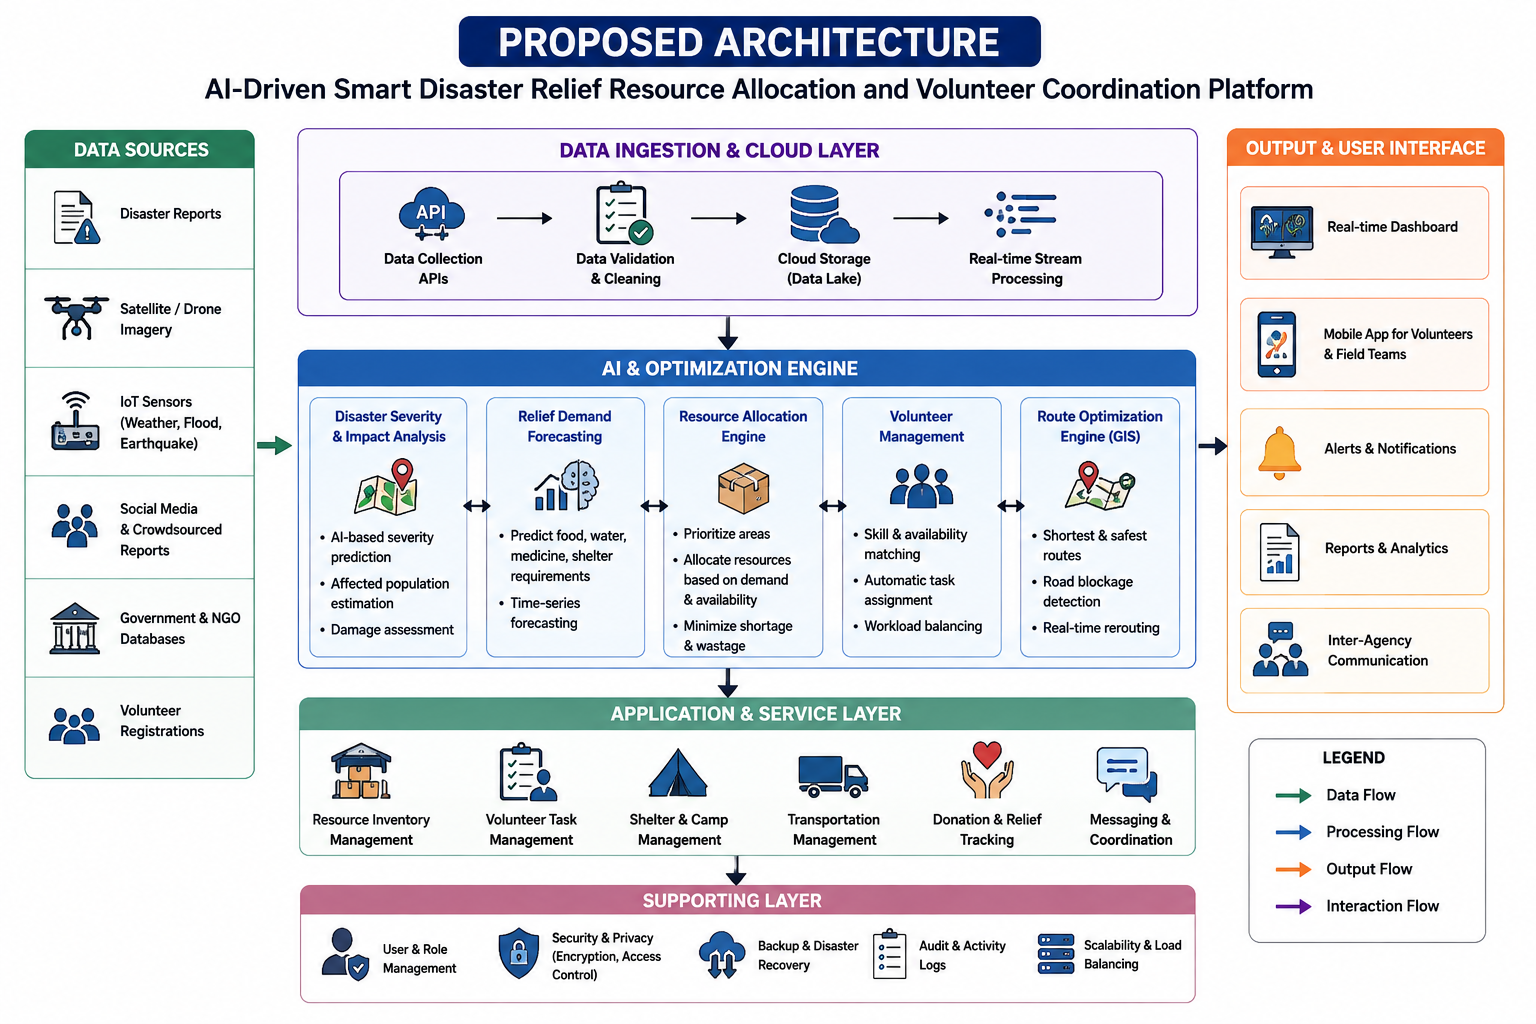 PROPOSED ARCHITECTURE
AI-Driven Smart Disaster Relief Resource Allocation and Volunteer Coordination Platform
DATA SOURCES
Disaster Reports
Satellite / Drone
Imagery
IoT Sensors
(Weather, Flood,
Earthquake)
Social Media
& Crowdsourced
Reports
Government & NGO
Databases
Volunteer
Registrations
DATA INGESTION & CLOUD LAYER
API
Data Collection
APIs
Data Validation
& Cleaning
Cloud Storage
(Data Lake)
Real-time Stream
Processing
AI & OPTIMIZATION ENGINE
Disaster Severity
& Impact Analysis
• AI-based severity
prediction
• Affected population
estimation
• Damage assessment
Relief Demand
Forecasting
• Predict food, water,
medicine, shelter
requirements
• Time-series
forecasting
Resource Allocation
Engine
• Prioritize areas
• Allocate resources
based on demand
& availability
• Minimize shortage
& wastage
Volunteer
Management
• Skill & availability
matching
• Automatic task
assignment
• Workload balancing
Route Optimization
Engine (GIS)
• Shortest & safest
routes
• Road blockage
detection
• Real-time rerouting
APPLICATION & SERVICE LAYER
Resource Inventory
Management
Volunteer Task
Management
Shelter & Camp
Management
Transportation
Management
Donation & Relief
Tracking
Messaging &
Coordination
SUPPORTING LAYER
User & Role
Management
Security & Privacy
(Encryption, Access
Control)
Backup & Disaster
Recovery
Audit & Activity
Logs
Scalability & Load
Balancing
OUTPUT & USER INTERFACE
Real-time Dashboard
Mobile App for Volunteers
& Field Teams
Alerts & Notifications
Reports & Analytics
Inter-Agency
Communication
LEGEND
Data Flow
Processing Flow
Output Flow
Interaction Flow